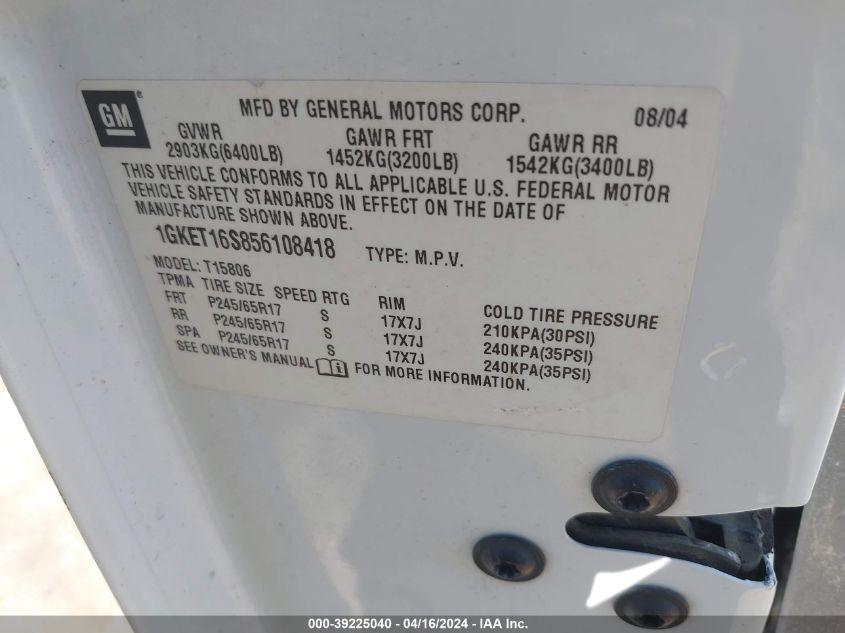 GM
MFD BY GENERAL MOTORS CORP. 08/04
GVWR GAWR FRT GAWR RR
2903KG(6400LB) 1452KG(3200LB) 1542KG(3400LB)
THIS VEHICLE CONFORMS TO ALL APPLICABLE U.S. FEDERAL MOTOR
VEHICLE SAFETY STANDARDS IN EFFECT ON THE DATE OF
MANUFACTURE SHOWN ABOVE.
1GKET16S856108418 TYPE: M.P.V.
MODEL: T15806
TPMA TIRE SIZE SPEED RTG RIM COLD TIRE PRESSURE
FRT P245/65R17 S 17X7J 210KPA(30PSI)
RR P245/65R17 S 17X7J 240KPA(35PSI)
SPA P245/65R17 S 17X7J 240KPA(35PSI)
SEE OWNER'S MANUAL FOR MORE INFORMATION.
000-39225040 - 04/16/2024 - IAA Inc.